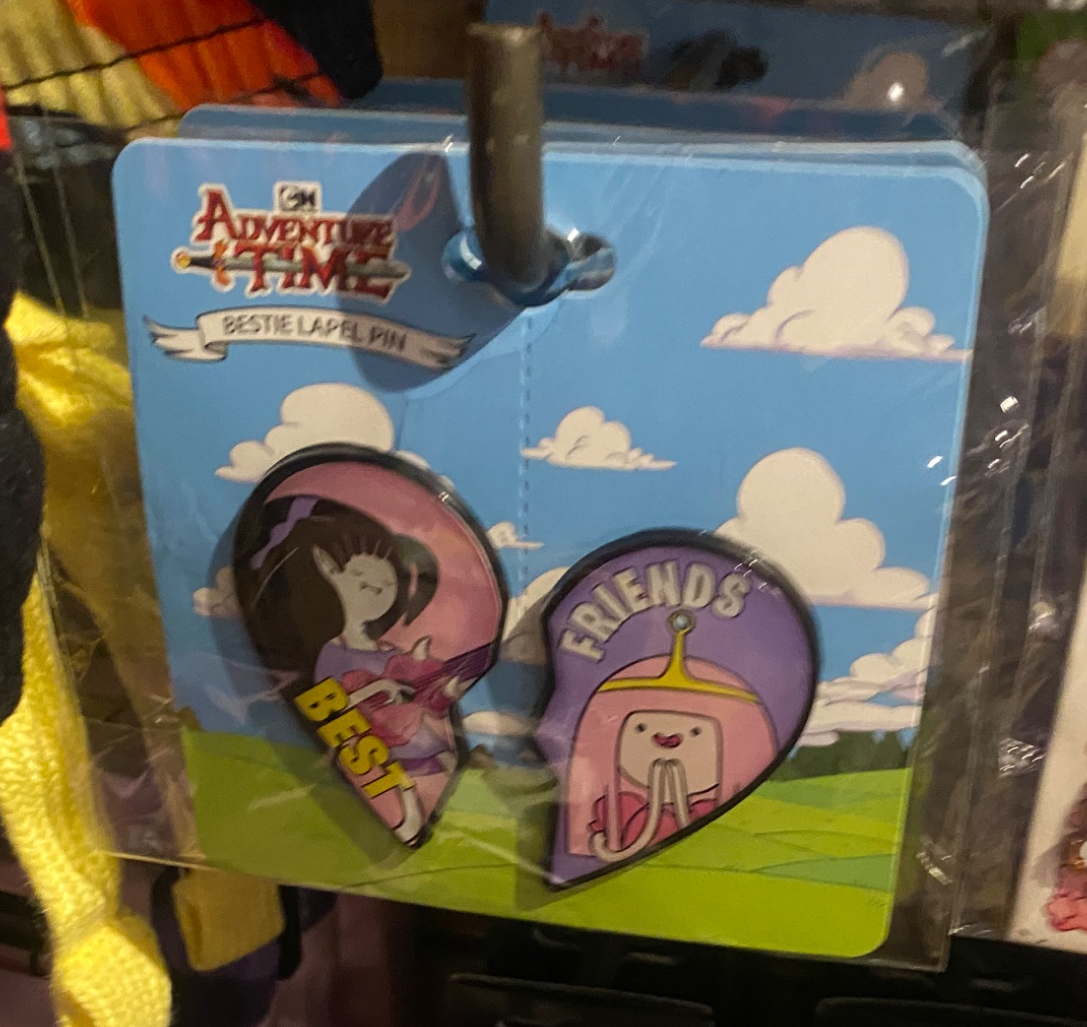 CN
ADVENTURE
TIME
BESTIE LAPEL PIN
FRIENDS
BEST